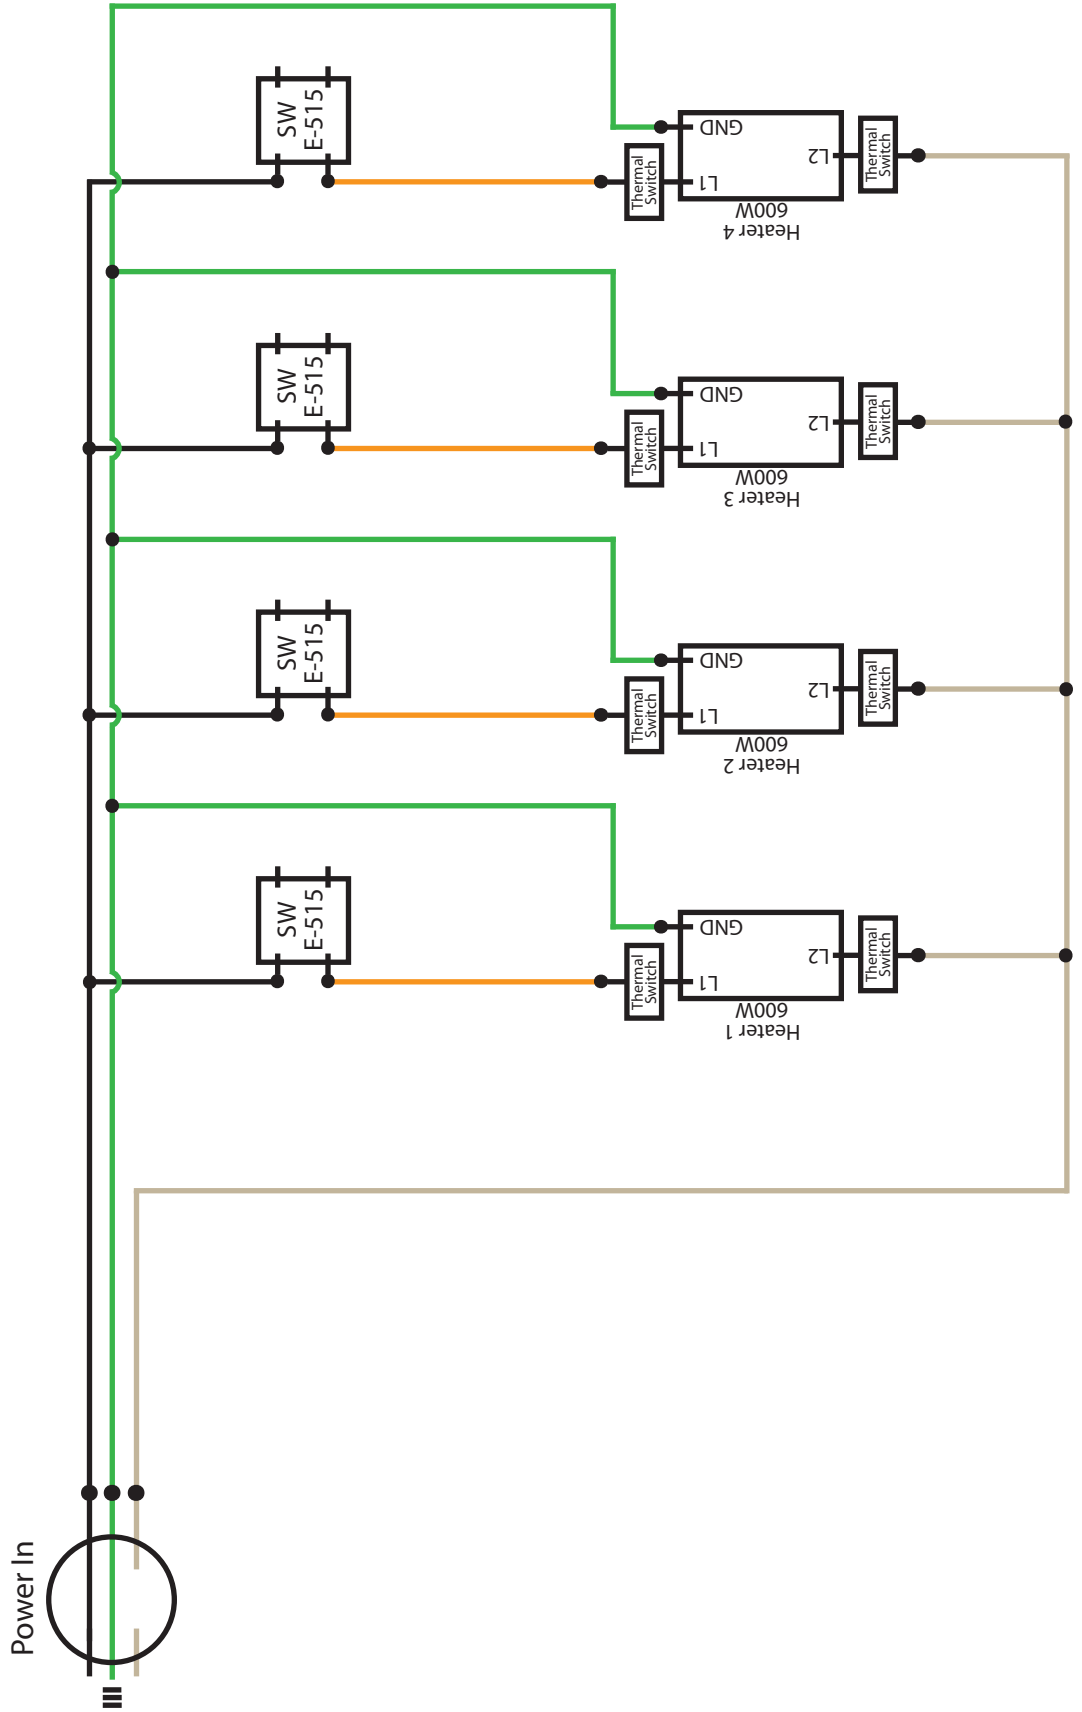 SW
E-515
GND
L2
Thermal
Switch
Thermal
Switch
L1
600W
Heater 4
SW
E-515
GND
L2
Thermal
Switch
Thermal
Switch
L1
600W
Heater 3
SW
E-515
GND
L2
Thermal
Switch
Thermal
Switch
L1
600W
Heater 2
SW
E-515
GND
L2
Thermal
Switch
Thermal
Switch
L1
600W
Heater 1
Power In